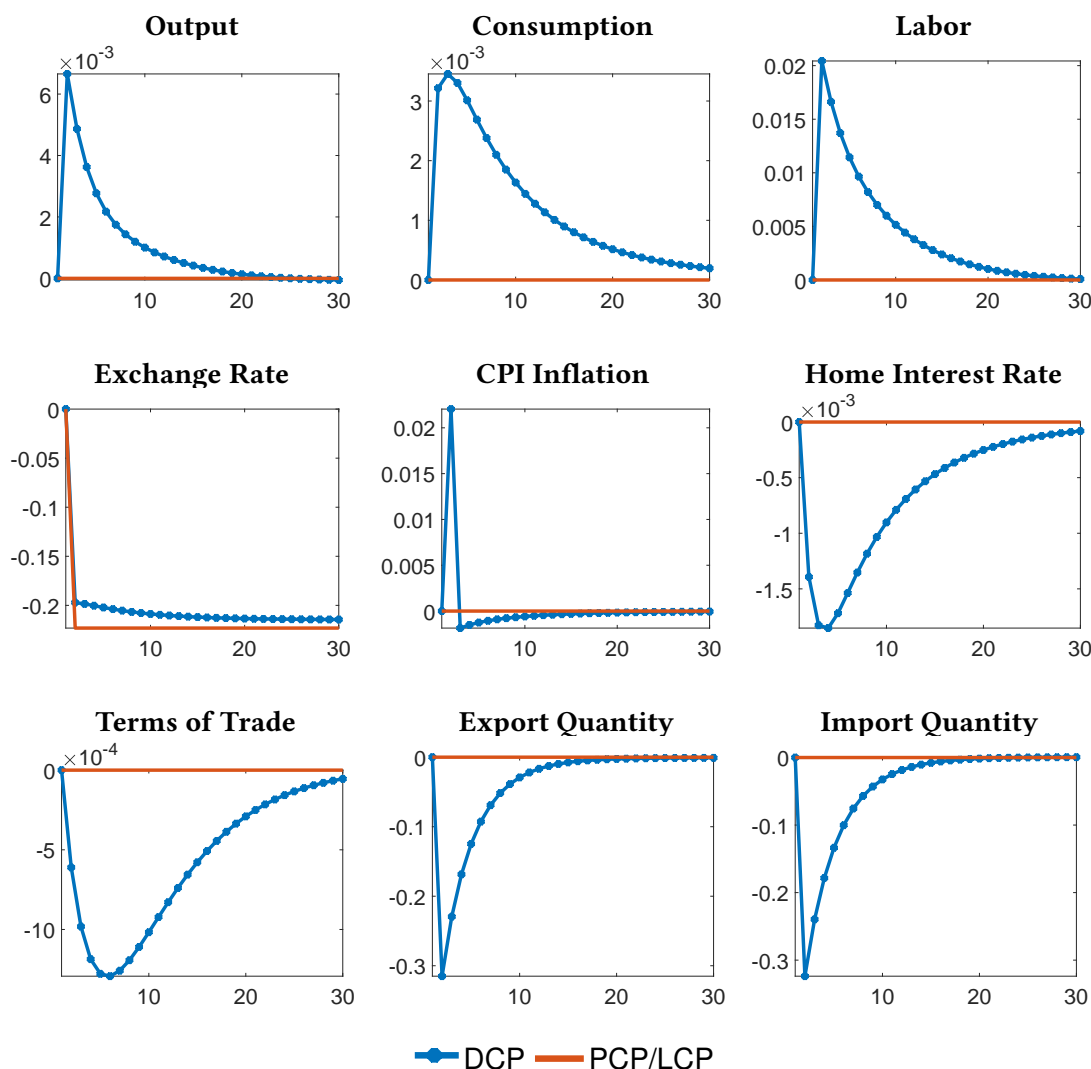 Output Consumption Labor
×10⁻³ ×10⁻³
6 3 0.02
4 2 0.015
0.01
2 1 0.005
0 0 0
10 20 30 10 20 30 10 20 30
Exchange Rate CPI Inflation Home Interest Rate
×10⁻³
0 0.02 0
-0.05 0.015 -0.5
-0.1 0.01 -1
-0.15 0.005 -1.5
-0.2 0
10 20 30 10 20 30 10 20 30
Terms of Trade Export Quantity Import Quantity
×10⁻⁴
0 0 0
-5 -0.1 -0.1
-10 -0.2 -0.2
-0.3 -0.3
10 20 30 10 20 30 10 20 30
DCP PCP/LCP